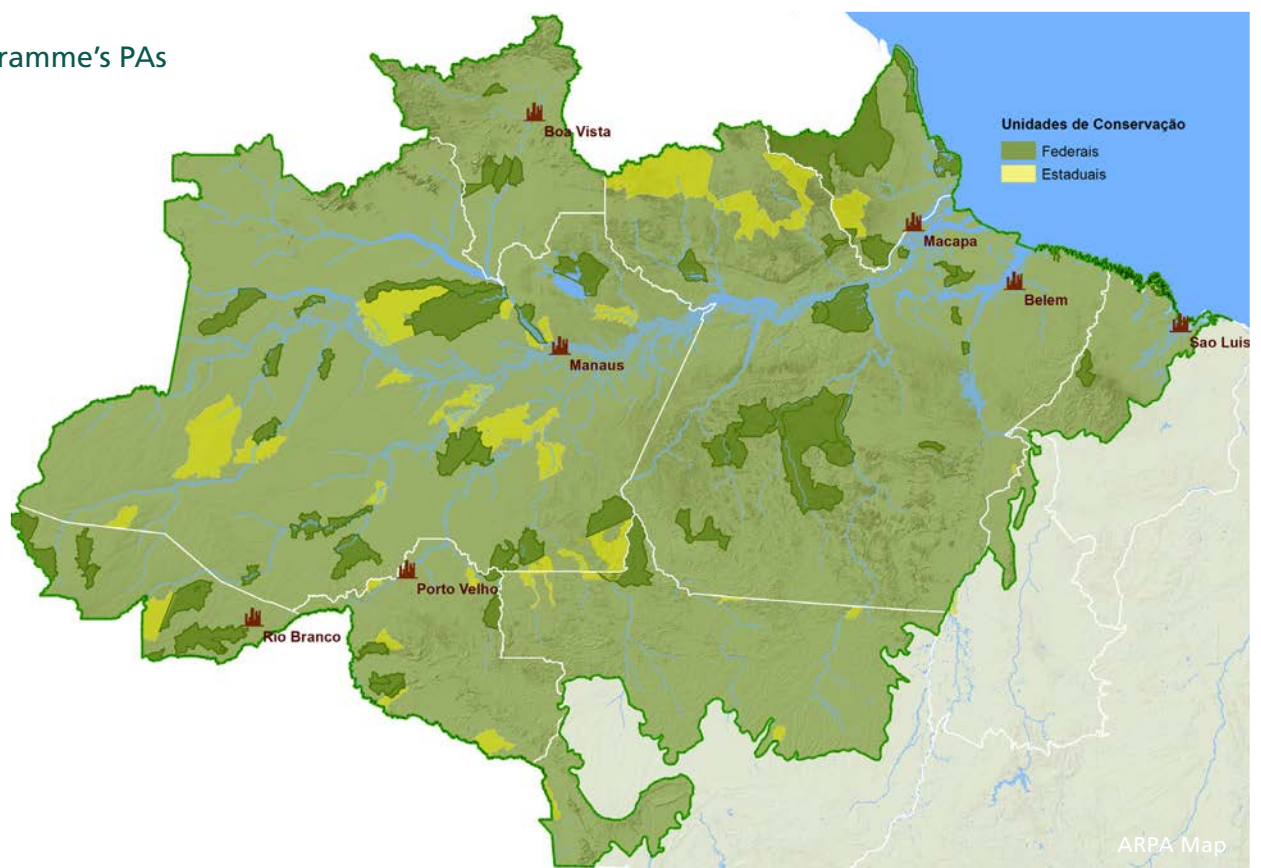 ramme's PAs
Boa Vista
Unidades de Conservação
Federais
Estaduais
Macapa
Belem
Sao Luis
Manaus
Porto Velho
Rio Branco
ARPA Map